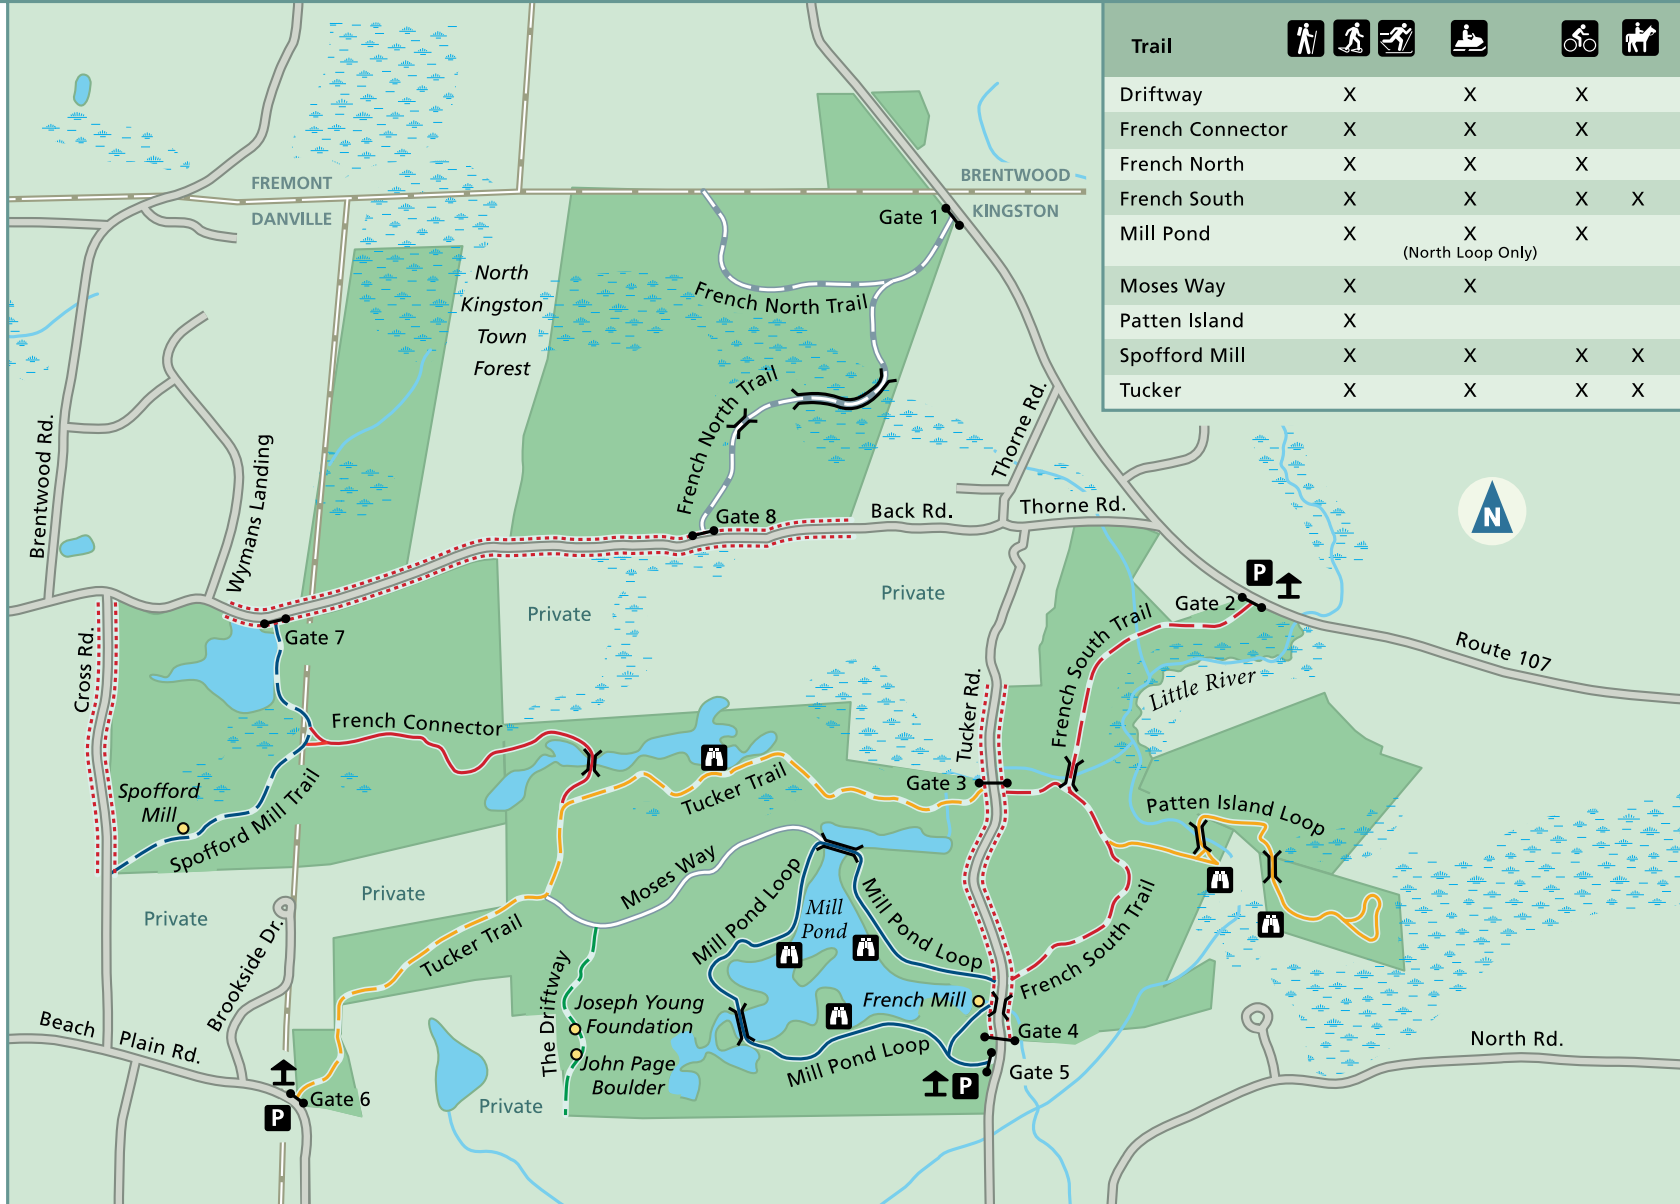 Trail
Driftway X X X
French Connector X X X
French North X X X
French South X X X X
Mill Pond X X X
(North Loop Only)
Moses Way X X
Patten Island X
Spofford Mill X X X X
Tucker X X X X
FREMONT
DANVILLE
BRENTWOOD
KINGSTON
Gate 1
North
Kingston
Town
Forest
French North Trail
French North Trail
Thorne Rd.
Brentwood Rd.
Wymans Landing
Gate 8
Back Rd.
Thorne Rd.
N
P
Gate 2
Private
Private
Gate 7
Cross Rd.
French South Trail
Route 107
Little River
Tucker Rd.
French Connector
Gate 3
Tucker Trail
Spofford
Mill
Spofford Mill Trail
Patten Island Loop
Moses Way
Mill Pond Loop
Mill
Pond
Mill Pond Loop
Private
Private
Brookside Dr.
Tucker Trail
French South Trail
The Driftway
Joseph Young
Foundation
French Mill
John Page
Boulder
Mill Pond Loop
Gate 4
Gate 5
P
North Rd.
Beach Plain Rd.
Gate 6
P
Private